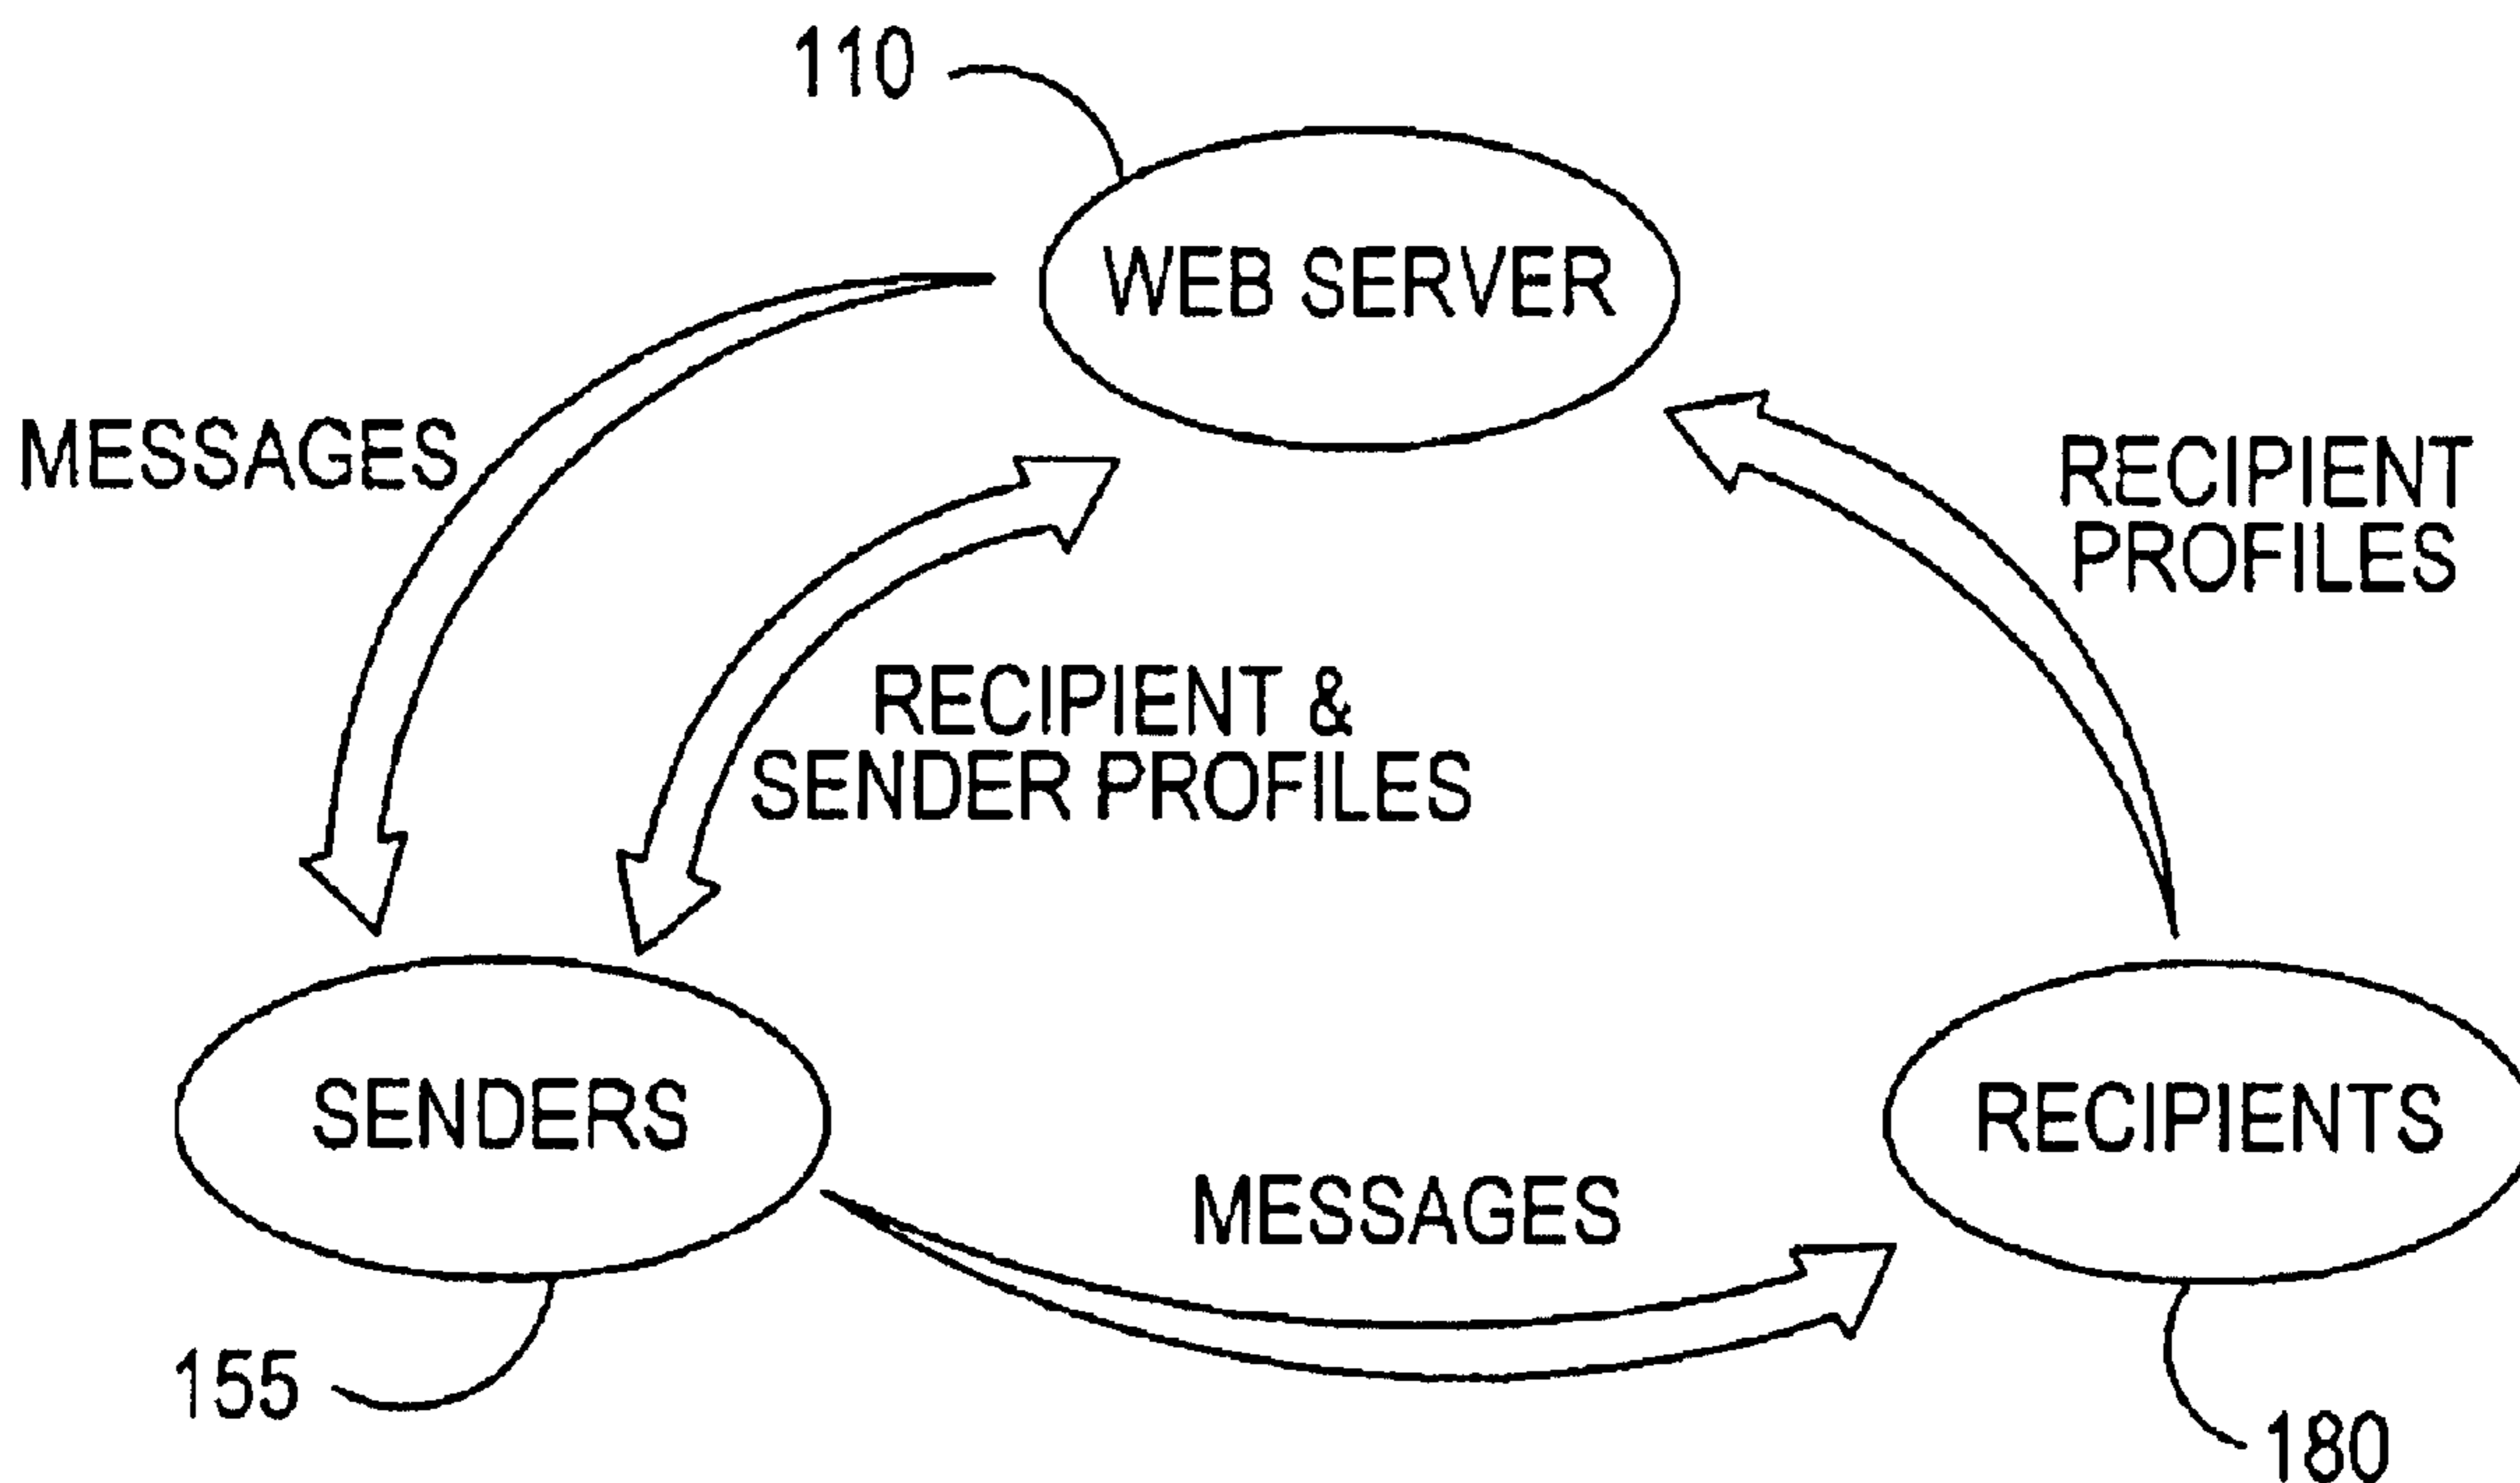 110
WEB SERVER
MESSAGES
RECIPIENT
PROFILES
RECIPIENT &
SENDER PROFILES
SENDERS
RECIPIENTS
MESSAGES
155
180